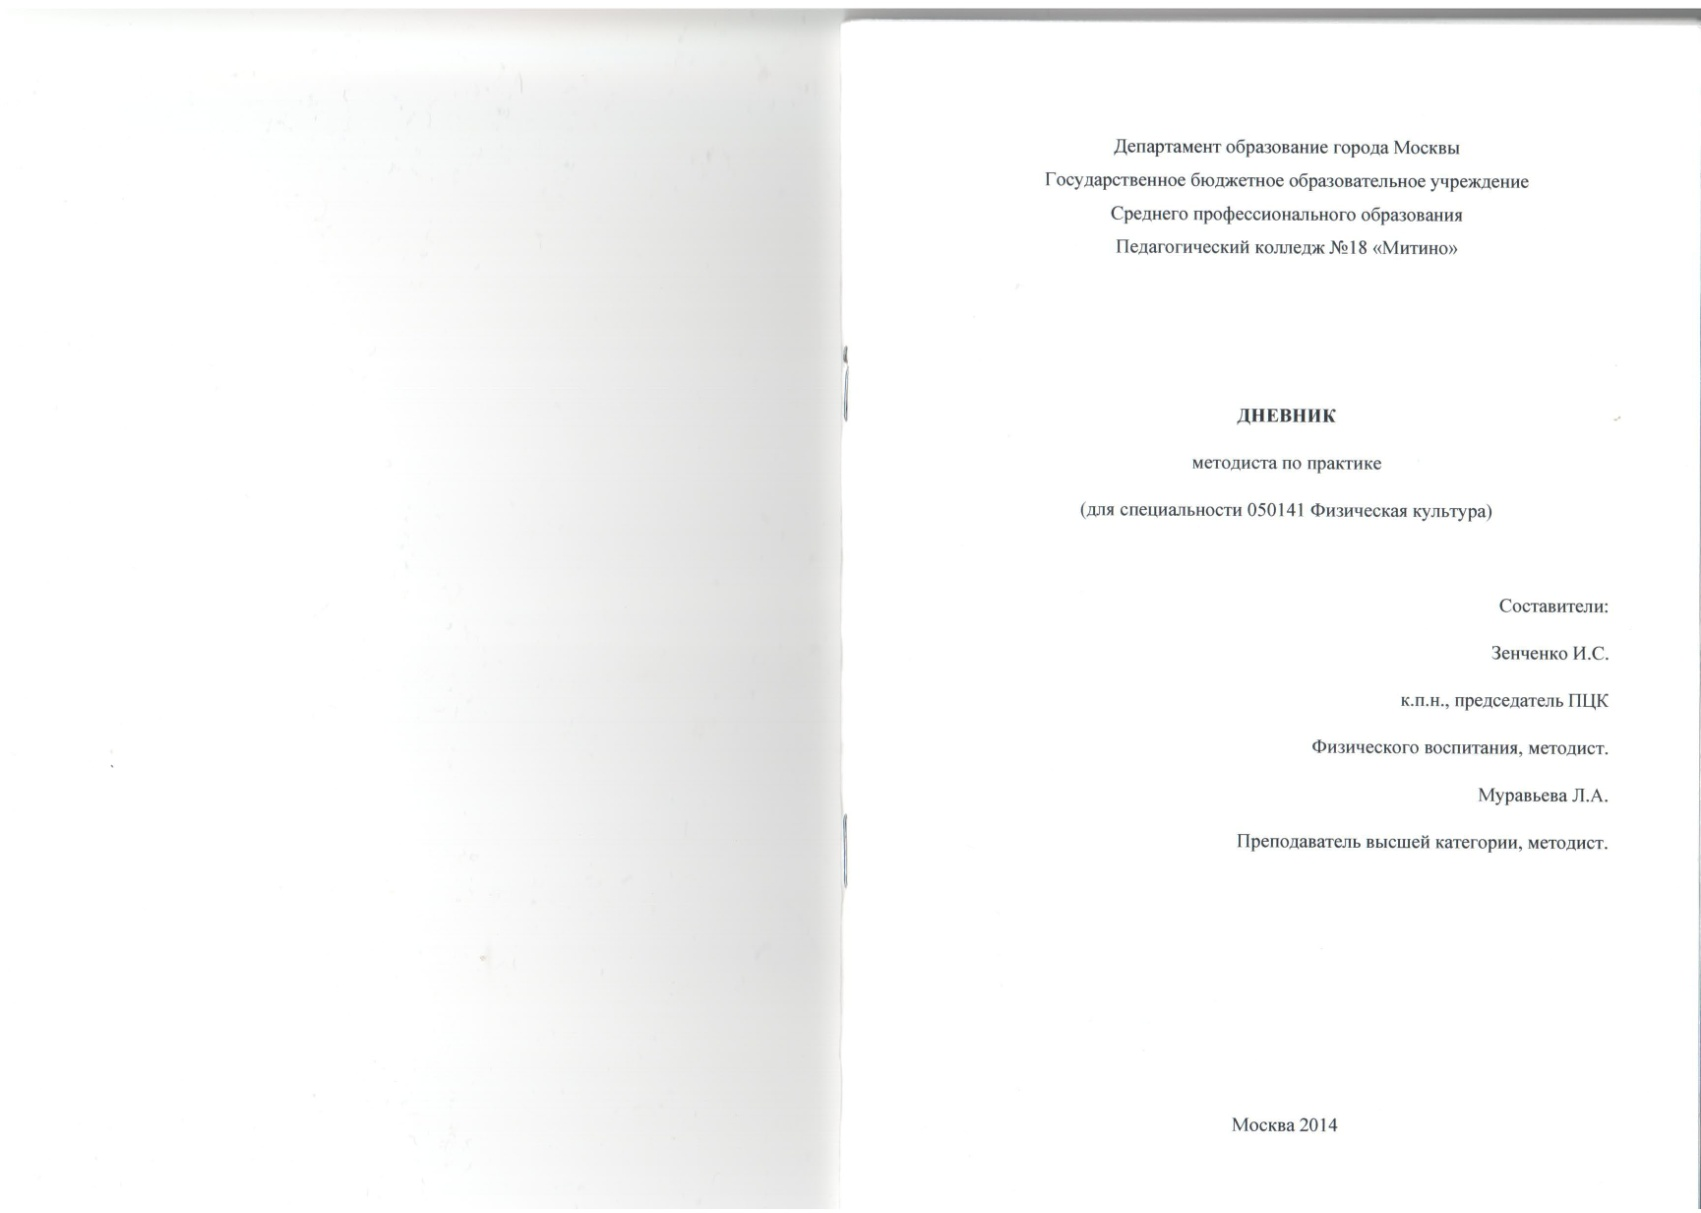 Департамент образование города Москвы
Государственное бюджетное образовательное учреждение
Среднего профессионального образования
Педагогический колледж №18 «Митино»
ДНЕВНИК
методиста по практике
(для специальности 050141 Физическая культура)
Составители:
Зенченко И.С.
к.п.н., председатель ПЦК
Физического воспитания, методист.
Муравьева Л.А.
Преподаватель высшей категории, методист.
Москва 2014